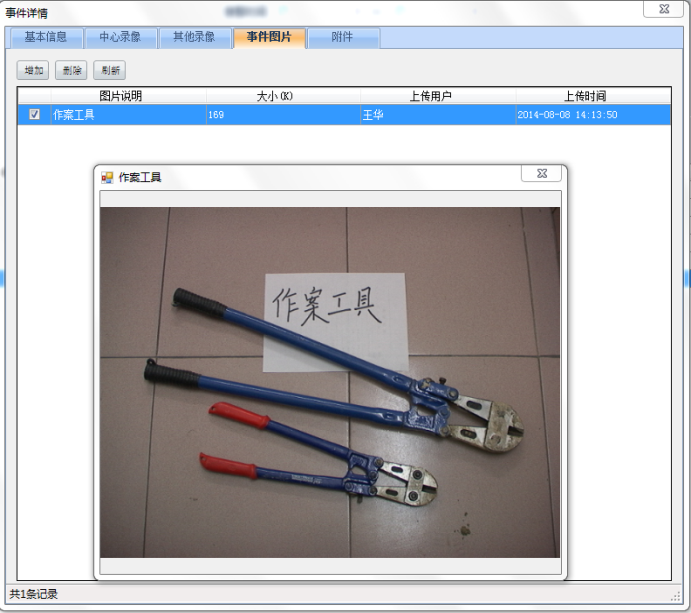 事件详情
基本信息 中心录像 其他录像 事件图片 附件
增加 删除 刷新
图片说明 大小(K) 上传用户 上传时间
作案工具 169 王华 2014-08-08 14:13:50
作案工具
作案工具
共1条记录